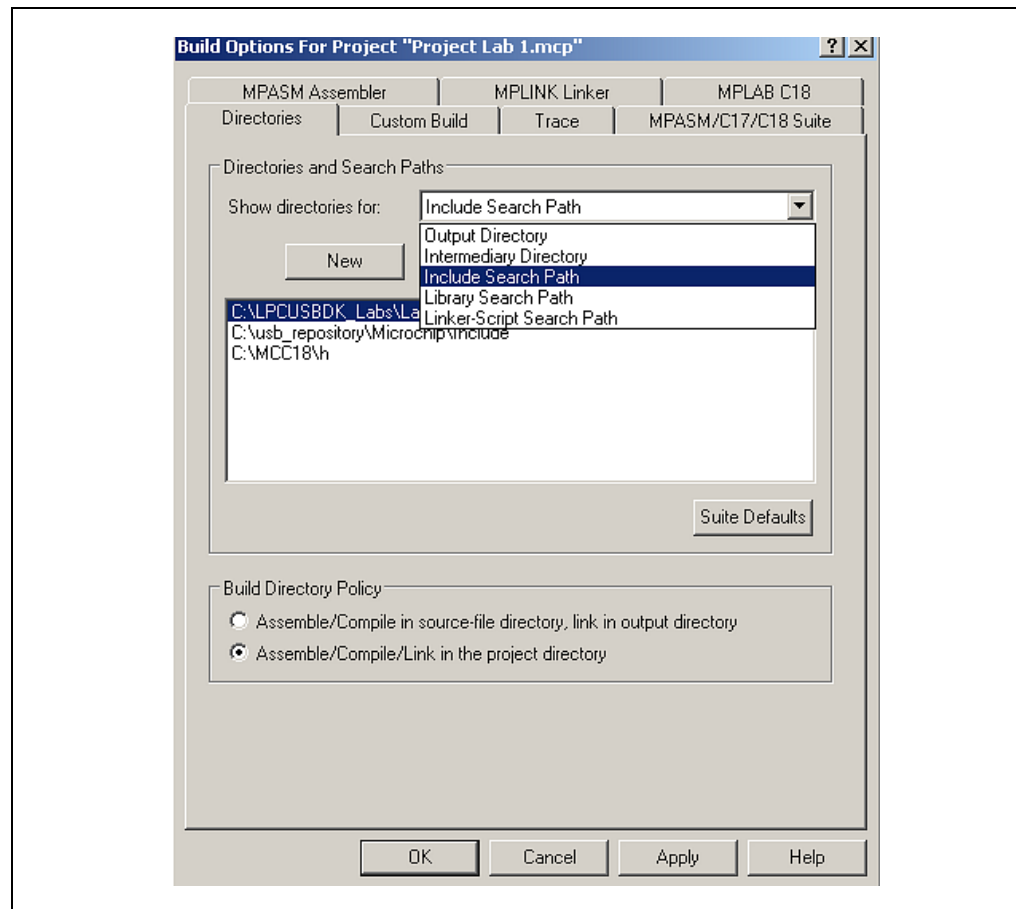 Build Options For Project "Project Lab 1.mcp"
MPASM Assembler MPLINK Linker MPLAB C18
Directories Custom Build Trace MPASM/C17/C18 Suite
Directories and Search Paths
Show directories for: Include Search Path
Output Directory
New Intermediary Directory
Include Search Path
Library Search Path
C:\LPCUSBDK_Labs\La
Linker-Script Search Path
C:\usb_repository\Microchip\Include
C:\MCC18\h
Suite Defaults
Build Directory Policy
Assemble/Compile in source-file directory, link in output directory
Assemble/Compile/Link in the project directory
OK Cancel Apply Help